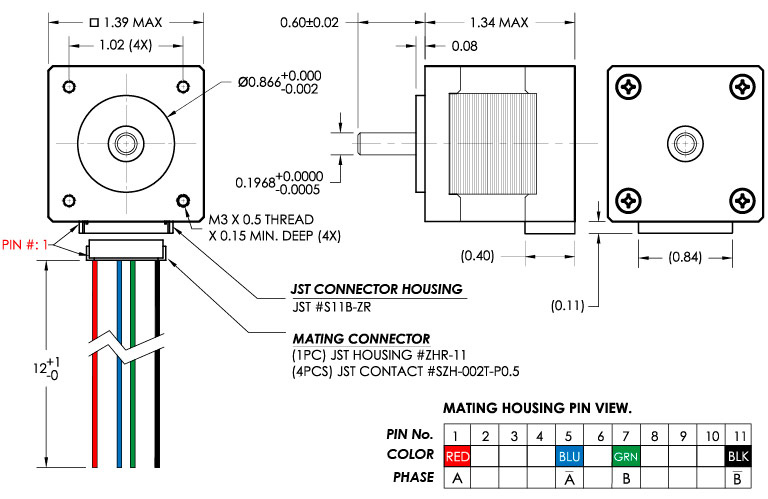 □ 1.39 MAX
1.02 (4X)
Ø0.866+0.000
-0.002
0.60±0.02
1.34 MAX
0.08
0.1968+0.0000
-0.0005
M3 X 0.5 THREAD
X 0.15 MIN. DEEP (4X)
PIN #: 1
(0.40)
(0.84)
(0.11)
JST CONNECTOR HOUSING
JST #S11B-ZR
MATING CONNECTOR
(1PC) JST HOUSING #ZHR-11
(4PCS) JST CONTACT #SZH-002T-P0.5
12+1
-0
MATING HOUSING PIN VIEW.
PIN No. 1 2 3 4 5 6 7 8 9 10 11
COLOR RED BLU GRN BLK
PHASE A A̅ B B̅